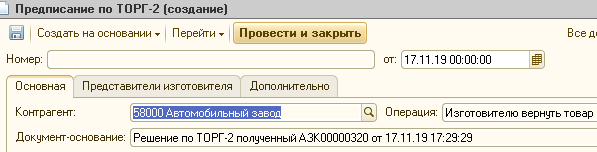 Предписание по ТОРГ-2 (создание)
Создать на основании Перейти Провести и закрыть Все до
Номер: от: 17.11.19 00:00:00
Основная Представители изготовителя Дополнительно
Контрагент: 58000 Автомобильный завод Операция: Изготовителю вернуть товар
Документ-основание: Решение по ТОРГ-2 полученный АЗК00000320 от 17.11.19 17:29:29